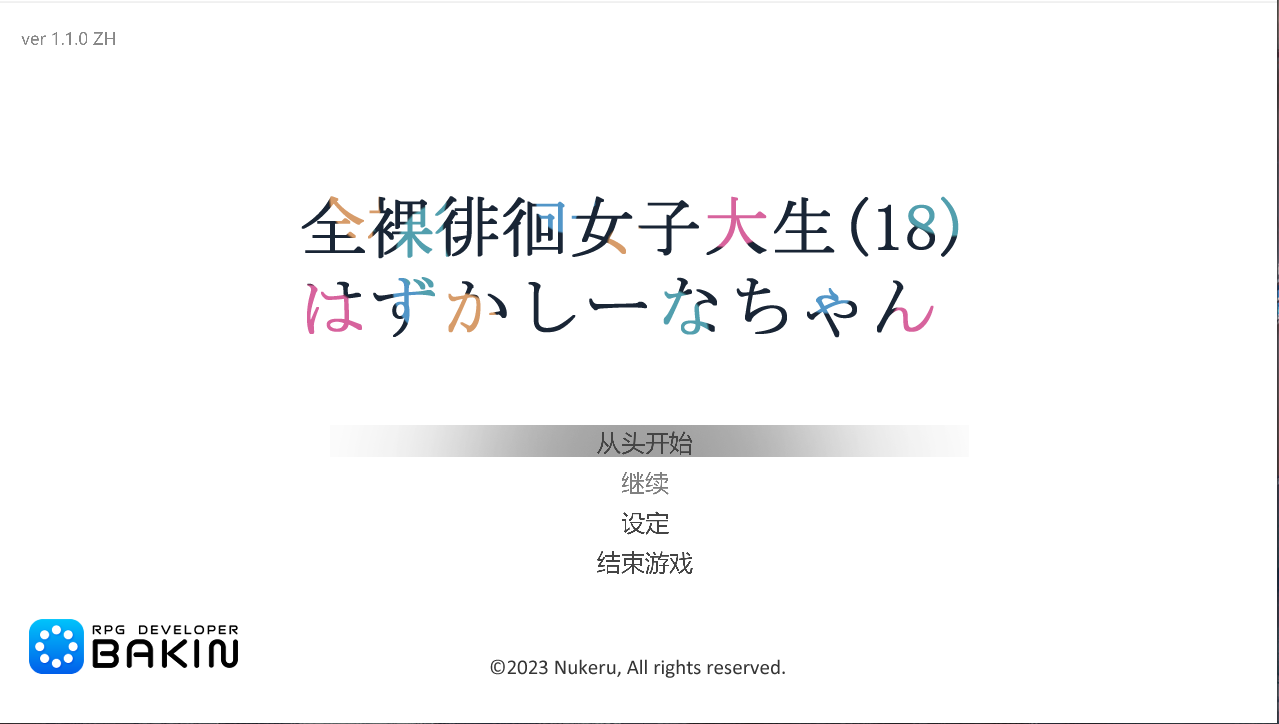 ver 1.1.0 ZH
全裸徘徊女子大生(18)
はずかしーなちゃん
从头开始
继续
设定
结束游戏
RPG DEVELOPER
BAKIN
©2023 Nukeru, All rights reserved.